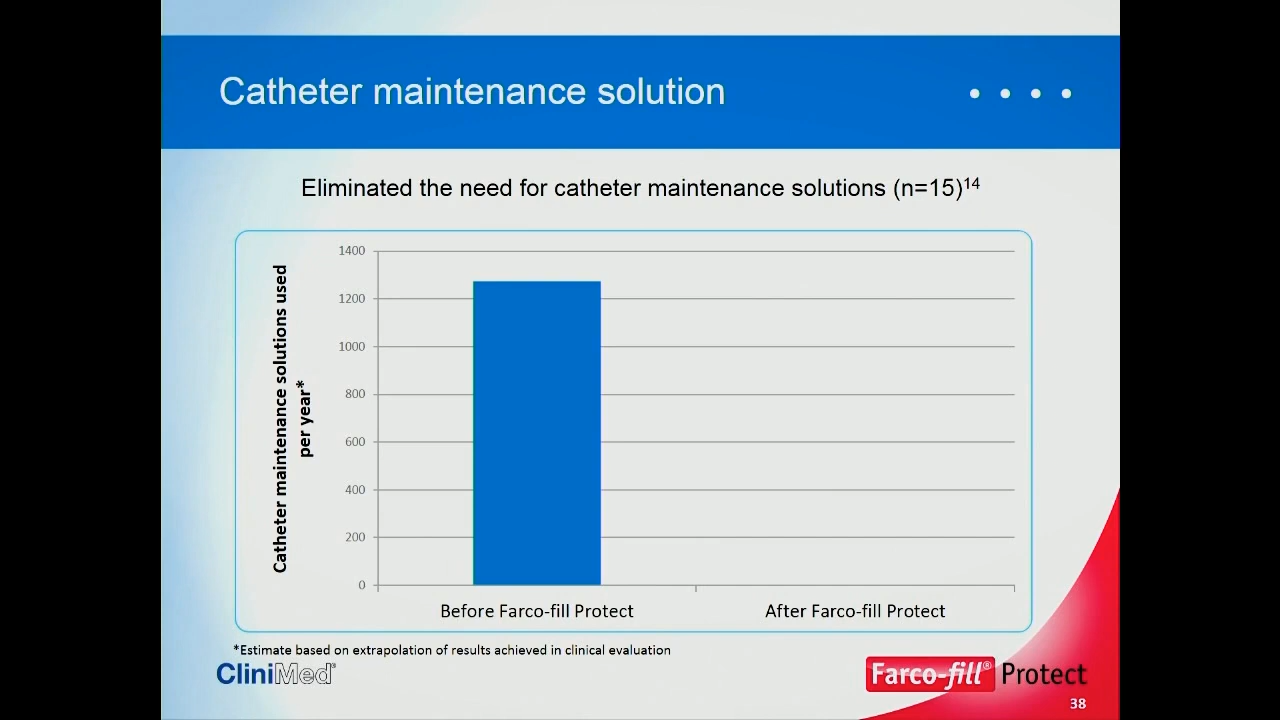 Catheter maintenance solution
Eliminated the need for catheter maintenance solutions (n=15)14
Catheter maintenance solutions used
per year*
1400
1200
1000
800
600
400
200
0
Before Farco-fill Protect
After Farco-fill Protect
*Estimate based on extrapolation of results achieved in clinical evaluation
CliniMed®
Farco-fill® Protect
38